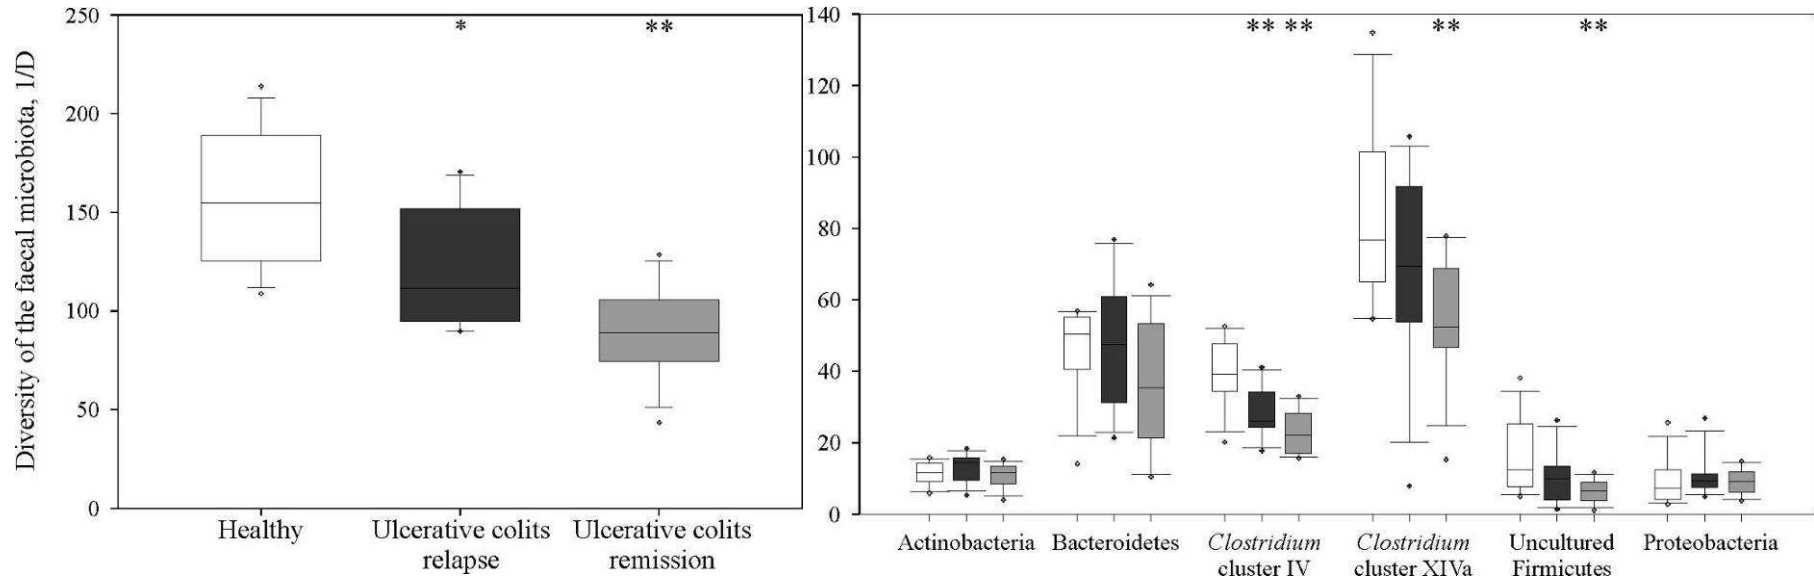 Diversity of the faecal microbiota, 1/D
250
200
150
100
50
0
*
**
Healthy
Ulcerative colits
relapse
Ulcerative colits
remission
140
120
100
80
60
40
20
0
** **
**
**
Actinobacteria
Bacteroidetes
Clostridium
cluster IV
Clostridium
cluster XIVa
Uncultured
Firmicutes
Proteobacteria